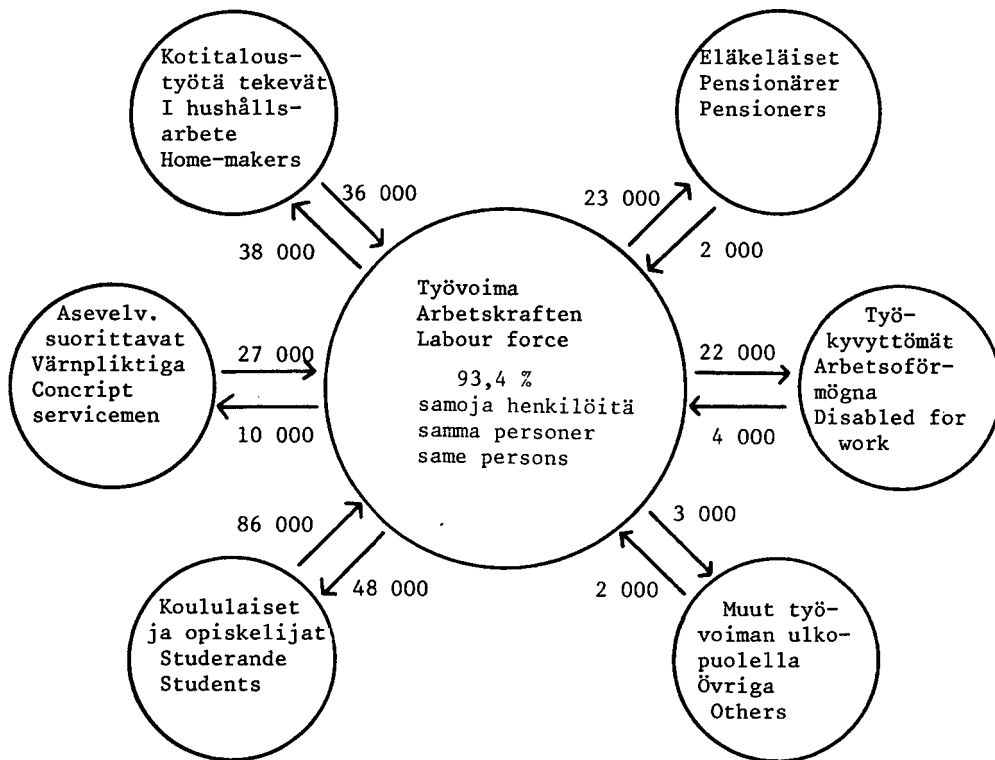 Kotitalous-
työtä tekevät
I hushålls-
arbete
Home-makers
Eläkeläiset
Pensionärer
Pensioners
36 000
38 000
23 000
2 000
Työvoima
Arbetskraften
Labour force
93,4 %
samoja henkilöitä
samma personer
same persons
Asevelv.
suorittavat
Värnpliktiga
Concript
servicemen
27 000
10 000
22 000
4 000
Työ-
kyvyttömät
Arbetsoför-
mögna
Disabled for
work
86 000
48 000
3 000
2 000
Koululaiset
ja opiskelijat
Studerande
Students
Muut työ-
voiman ulko-
puolella
Övriga
Others